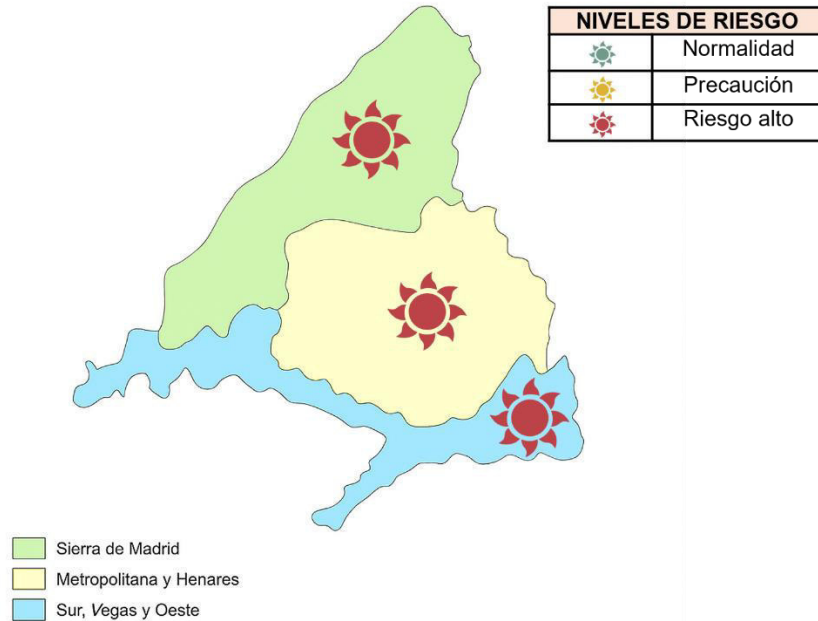 NIVELES DE RIESGO
Normalidad
Precaución
Riesgo alto
Sierra de Madrid
Metropolitana y Henares
Sur, Vegas y Oeste